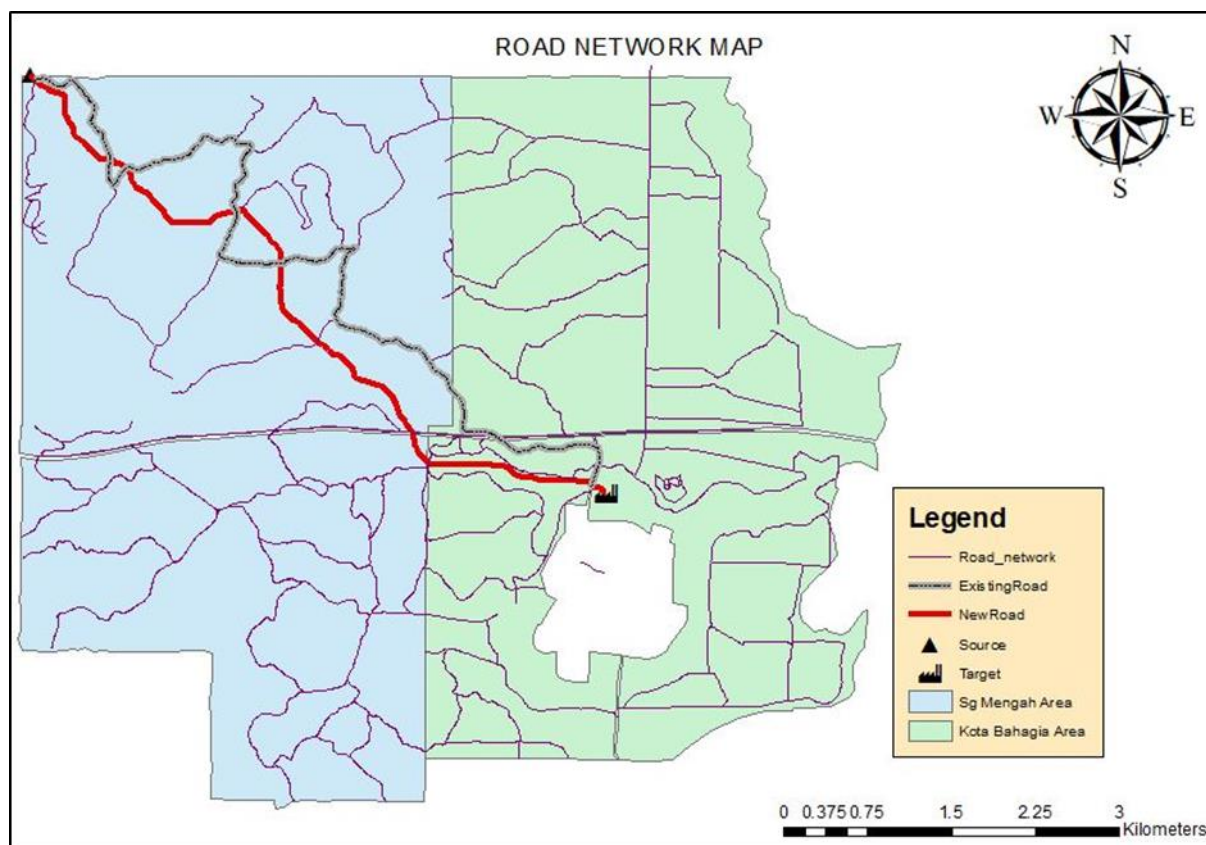 ROAD NETWORK MAP
N
W E
S
Legend
Road_network
ExistingRoad
NewRoad
Source
Target
Sg Mengah Area
Kota Bahagia Area
0 0.375 0.75 1.5 2.25 3
Kilometers